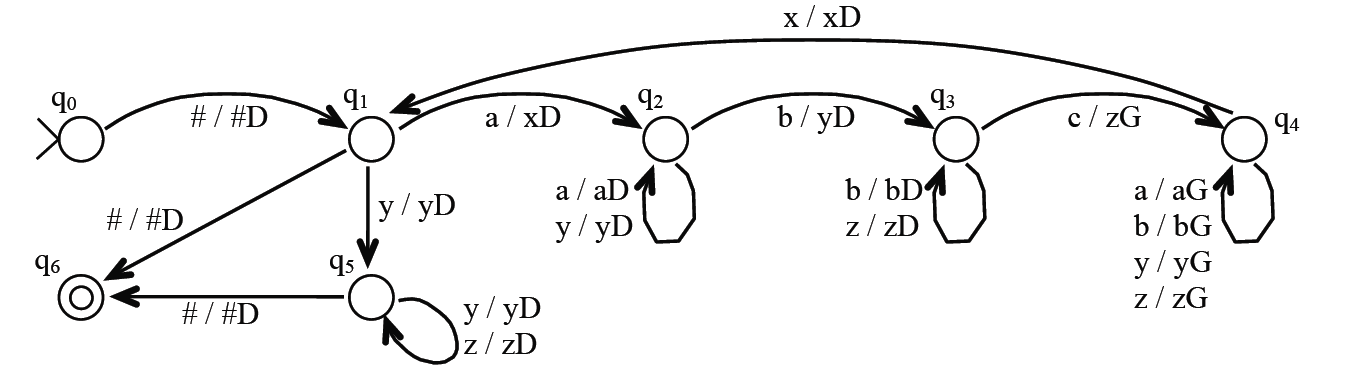 x / xD
q0
# / #D
q1
a / xD
q2
b / yD
q3
c / zG
q4
# / #D
y / yD
a / aD
y / yD
b / bD
z / zD
a / aG
b / bG
y / yG
z / zG
q6
# / #D
q5
y / yD
z / zD